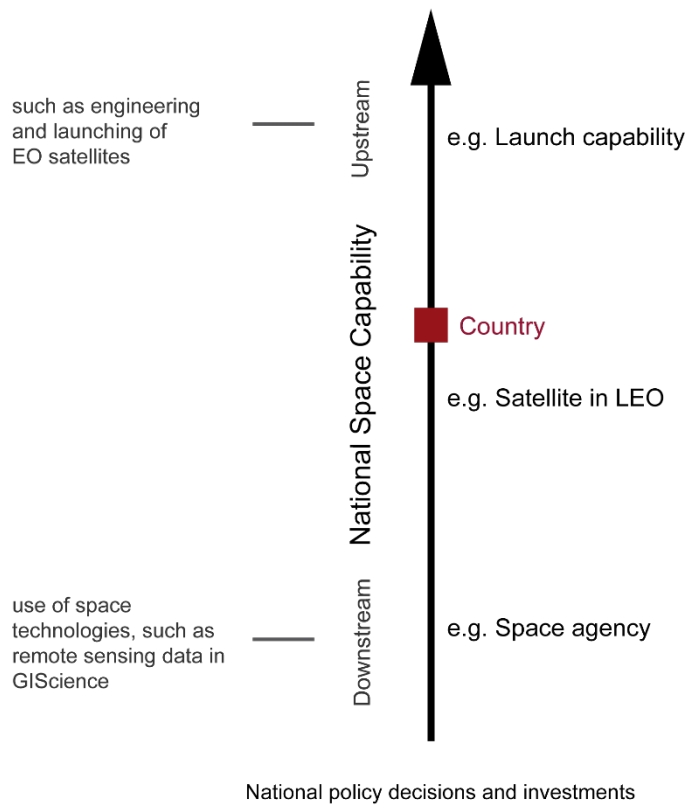 such as engineering
and launching of
EO satellites
Upstream
e.g. Launch capability
National Space Capability
Country
e.g. Satellite in LEO
use of space
technologies, such as
remote sensing data in
GIScience
Downstream
e.g. Space agency
National policy decisions and investments